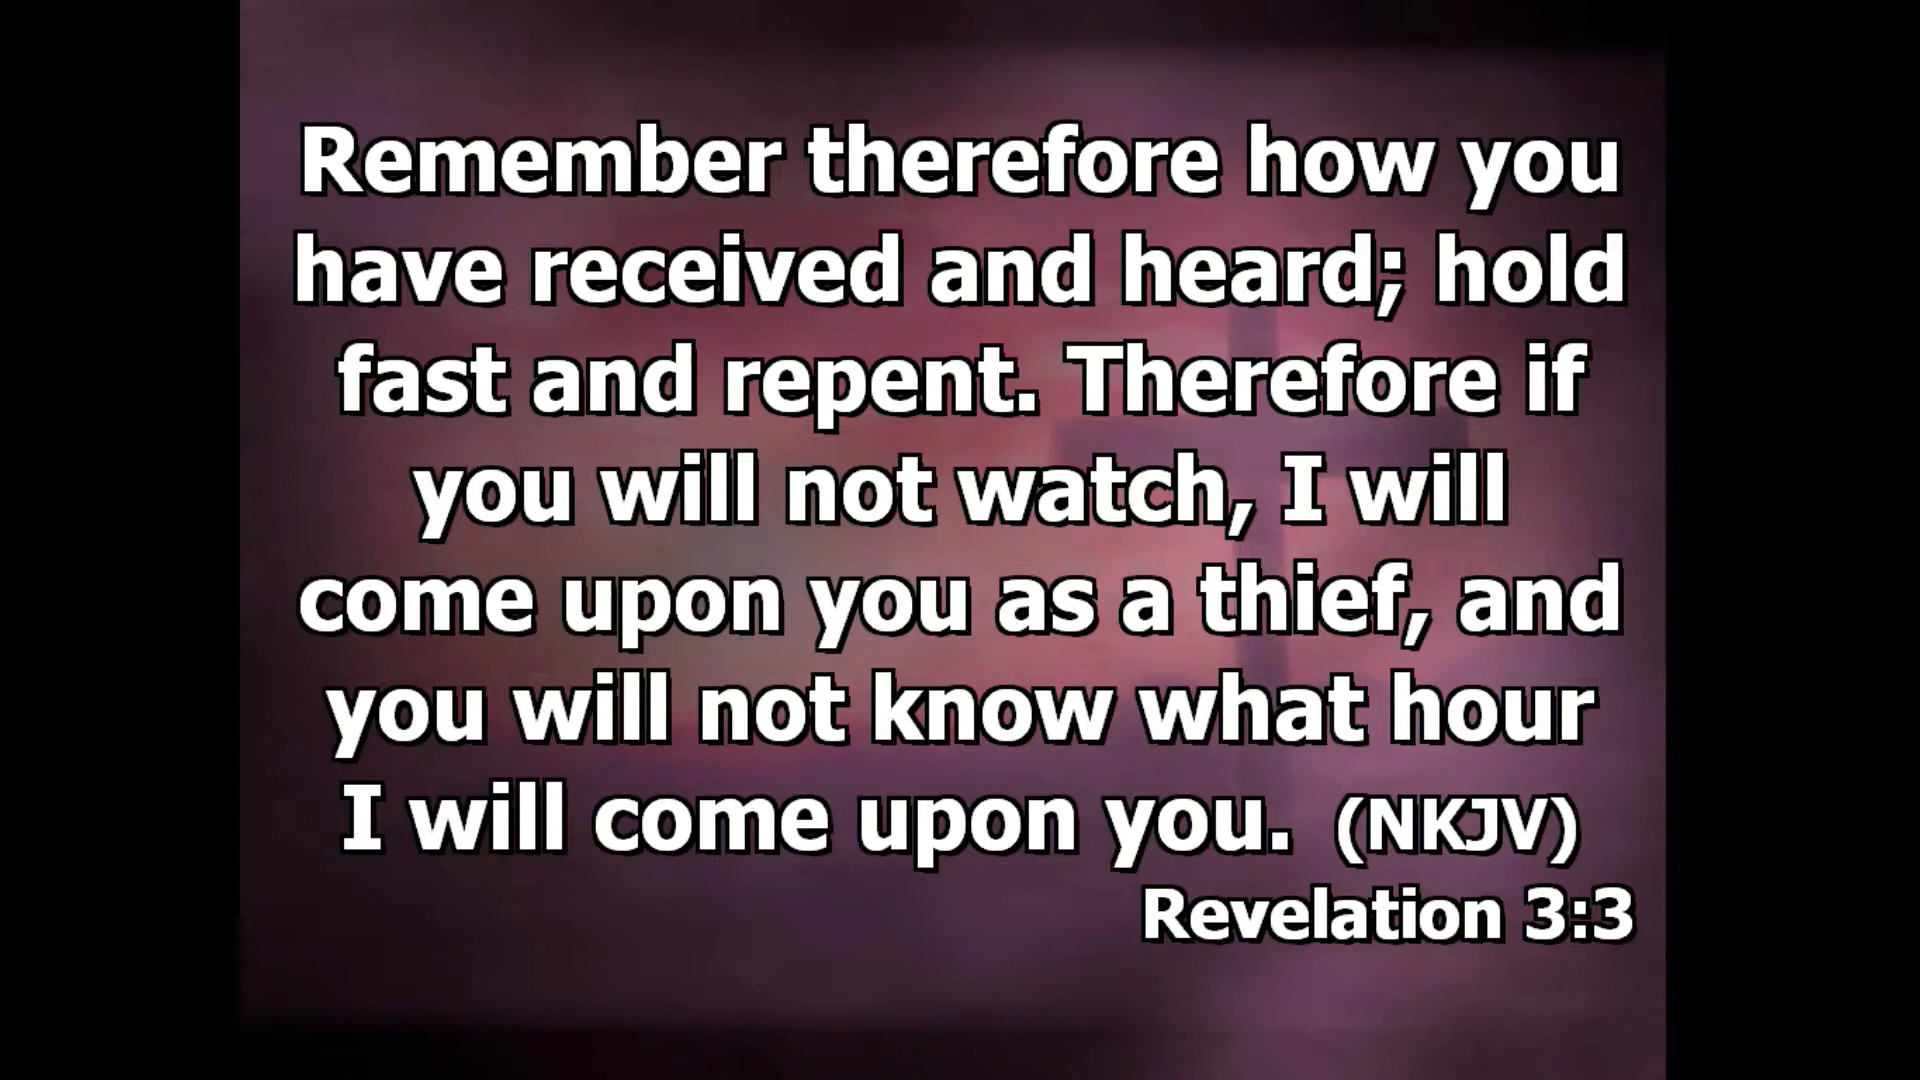 Remember therefore how you
have received and heard; hold
fast and repent. Therefore if
you will not watch, I will
come upon you as a thief, and
you will not know what hour
I will come upon you. (NKJV)
Revelation 3:3